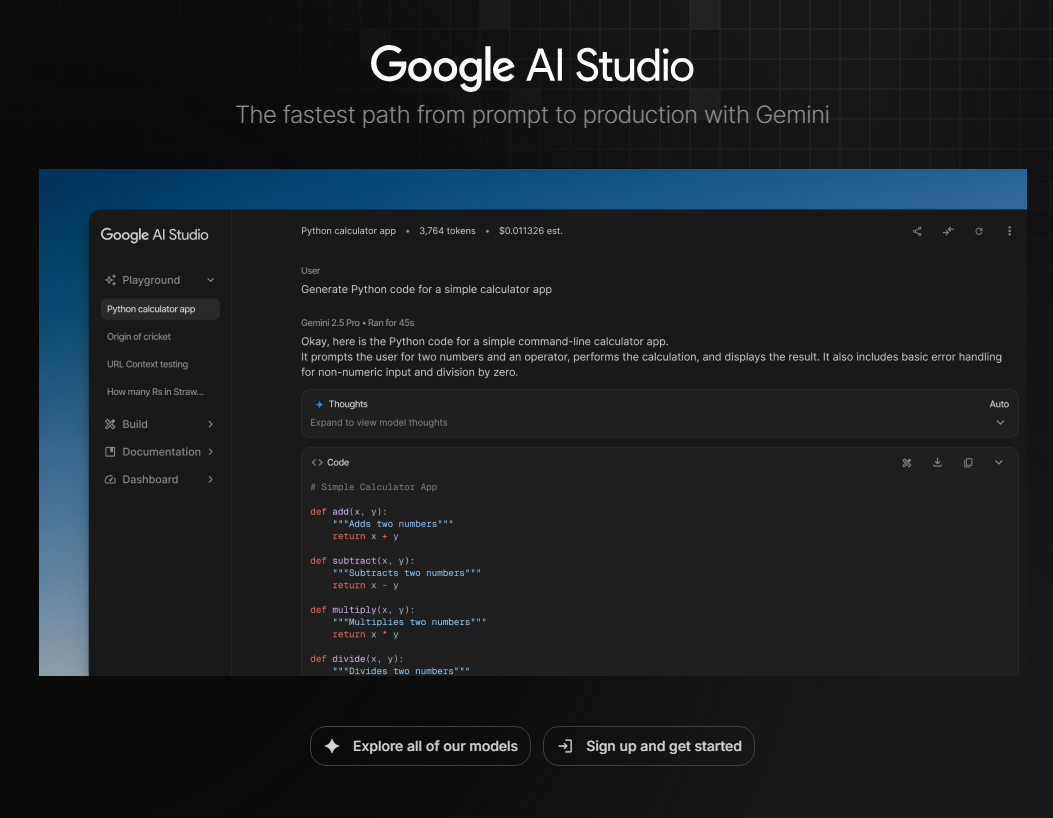 Google AI Studio
The fastest path from prompt to production with Gemini
Google AI Studio
Playground
Python calculator app
Origin of cricket
URL Context testing
How many Rs in Straw...
Build
Documentation
Dashboard
Python calculator app • 3,764 tokens • $0.011326 est.
User
Generate Python code for a simple calculator app
Gemini 2.5 Pro • Ran for 45s
Okay, here is the Python code for a simple command-line calculator app.
It prompts the user for two numbers and an operator, performs the calculation, and displays the result. It also includes basic error handling
for non-numeric input and division by zero.
Thoughts
Auto
Expand to view model thoughts
Code
# Simple Calculator App
def add(x, y):
"""Adds two numbers"""
return x + y
def subtract(x, y):
"""Subtracts two numbers"""
return x - y
def multiply(x, y):
"""Multiplies two numbers"""
return x * y
def divide(x, y):
"""Divides two numbers"""
Explore all of our models
Sign up and get started